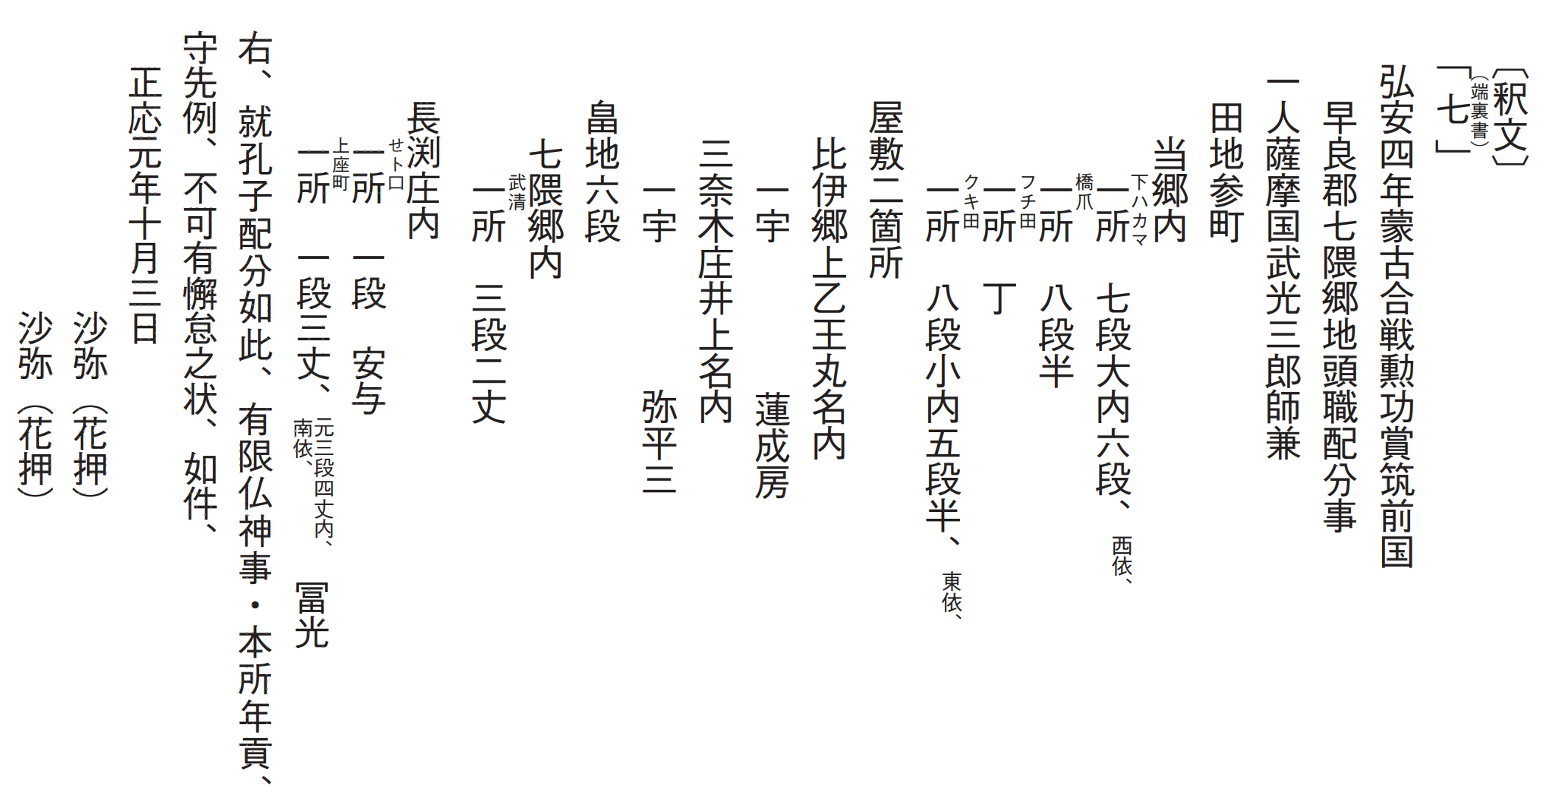 〔釈文〕
（端裏書）
「七」
弘安四年蒙古合戦勲功賞筑前国
早良郡七隈郷地頭職配分事
一人薩摩国武光三郎師兼
田地参町
当郷内
下ハカマ
一所　七段大内六段、西依、
橋爪
一所　八段半
フチ田
一所　丁
クキ田
一所　八段小内五段半、東依、
屋敷二箇所
比伊郷上乙王丸名内
一宇　　　　蓮成房
三奈木庄井上名内
一宇　　　　弥平三
畠地六段
七隈郷内
武清
一所　三段二丈
長渕庄内
せト口
一所　一段　安与
上座町
一所　一段三丈、元三段四丈内、南依、　冨光
右、就孔子配分如此、有限仏神事・本所年貢、
守先例、不可有懈怠之状、如件、
正応元年十月三日
沙弥（花押）
沙弥（花押）